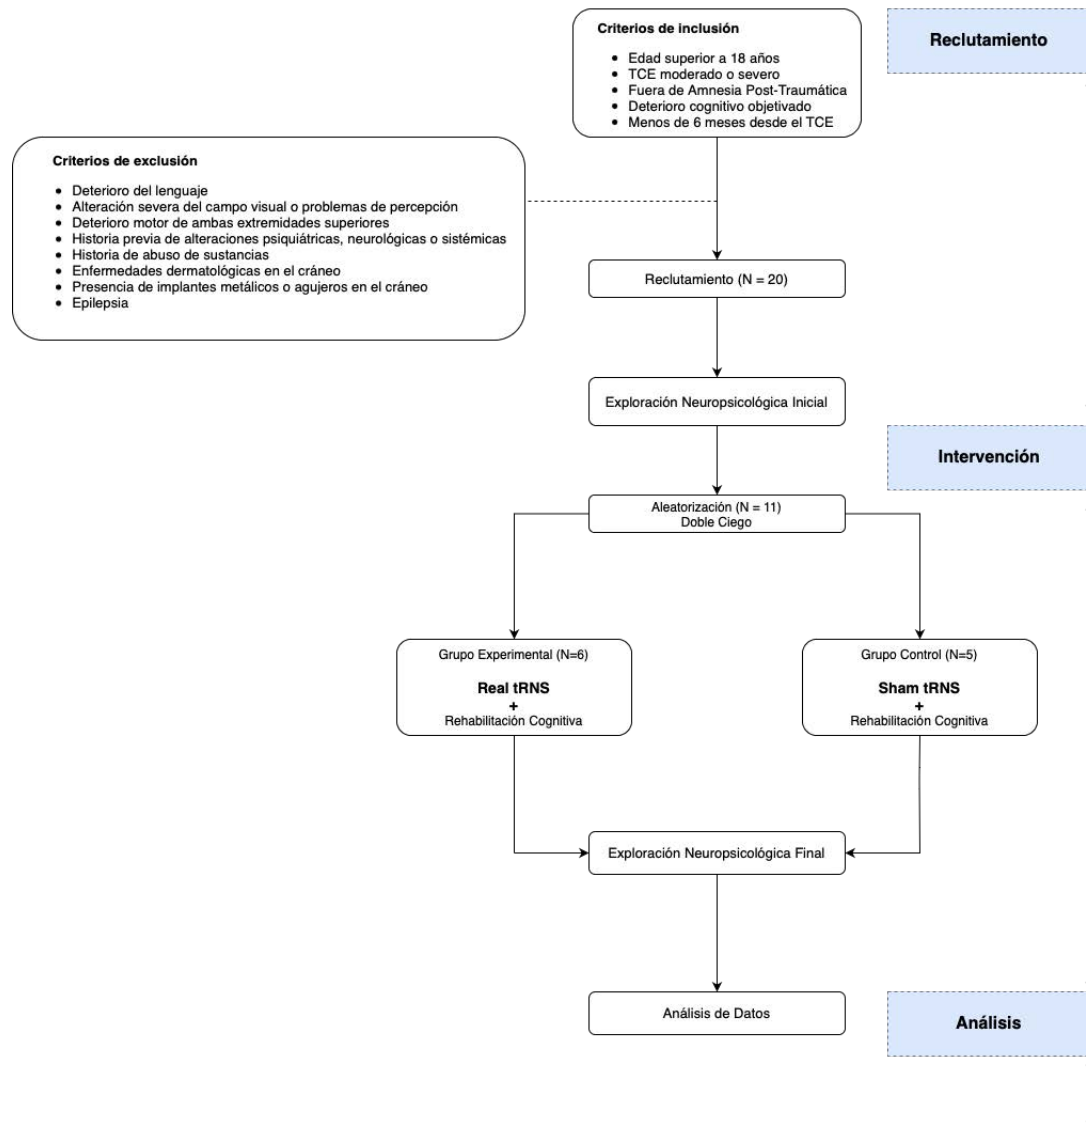 Criterios de inclusión
Edad superior a 18 años
TCE moderado o severo
Fuera de Amnesia Post-Traumática
Deterioro cognitivo objetivado
Menos de 6 meses desde el TCE
Reclutamiento
Criterios de exclusión
Deterioro del lenguaje
Alteración severa del campo visual o problemas de percepción
Deterioro motor de ambas extremidades superiores
Historia previa de alteraciones psiquiátricas, neurológicas o sistémicas
Historia de abuso de sustancias
Enfermedades dermatológicas en el cráneo
Presencia de implantes metálicos o agujeros en el cráneo
Epilepsia
Reclutamiento (N = 20)
Exploración Neuropsicológica Inicial
Intervención
Aleatorización (N = 11)
Doble Ciego
Grupo Experimental (N=6)
Real tRNS
+
Rehabilitación Cognitiva
Grupo Control (N=5)
Sham tRNS
+
Rehabilitación Cognitiva
Exploración Neuropsicológica Final
Análisis de Datos
Análisis